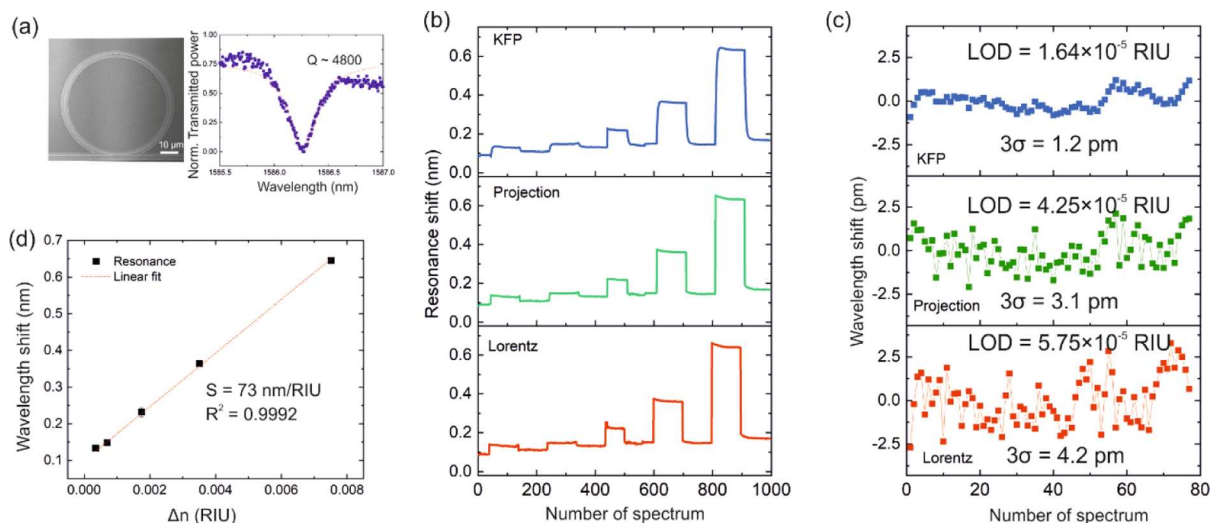 (a)
10 μm
Norm. Transmitted power
1.00
0.75
0.50
0.25
0.00
Q ~ 4800
1585.5
1586.0
1586.5
1587.0
Wavelength (nm)
(b)
KFP
0.6
0.4
0.2
0.0
Projection
0.6
0.4
0.2
0.0
Lorentz
0.6
0.4
0.2
0.0
Resonance shift (nm)
0 200 400 600 800 1000
Number of spectrum
(c)
LOD = 1.64×10-5 RIU
2.5
0.0
-2.5
3σ = 1.2 pm
KFP
LOD = 4.25×10-5 RIU
2.5
0.0
-2.5
Projection
3σ = 3.1 pm
LOD = 5.75×10-5 RIU
2.5
0.0
-2.5
Lorentz
3σ = 4.2 pm
Wavelength shift (pm)
0 20 40 60 80
Number of spectrum
(d)
0.7
0.6
0.5
0.4
0.3
0.2
0.1
Wavelength shift (nm)
Resonance
Linear fit
S = 73 nm/RIU
R2 = 0.9992
0.000 0.002 0.004 0.006 0.008
Δn (RIU)